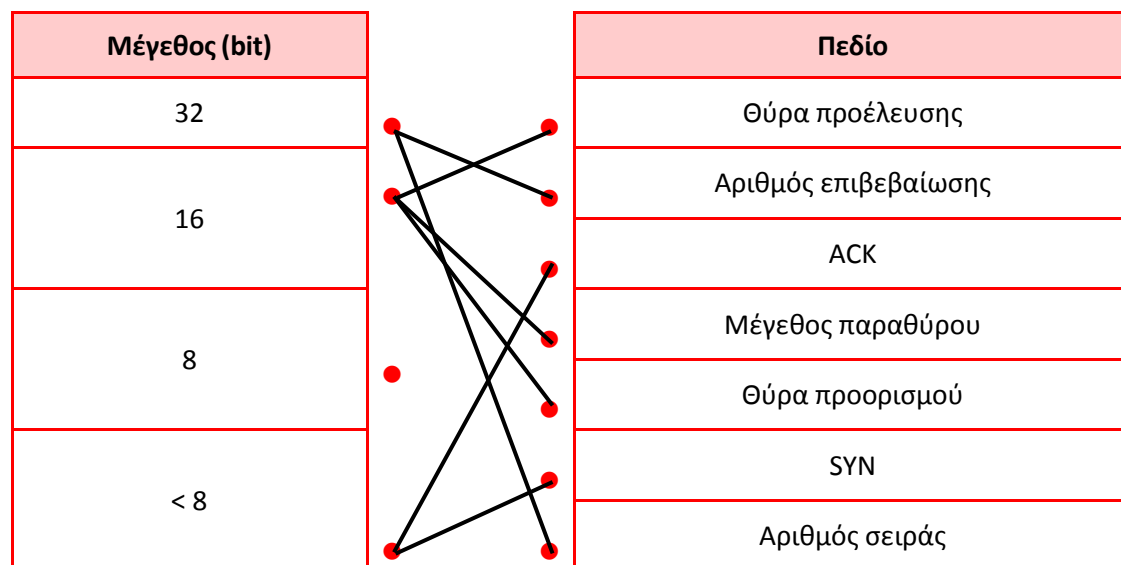 Μέγεθος (bit)
32
16
8
< 8
Πεδίο
Θύρα προέλευσης
Αριθμός επιβεβαίωσης
ACK
Μέγεθος παραθύρου
Θύρα προορισμού
SYN
Αριθμός σειράς